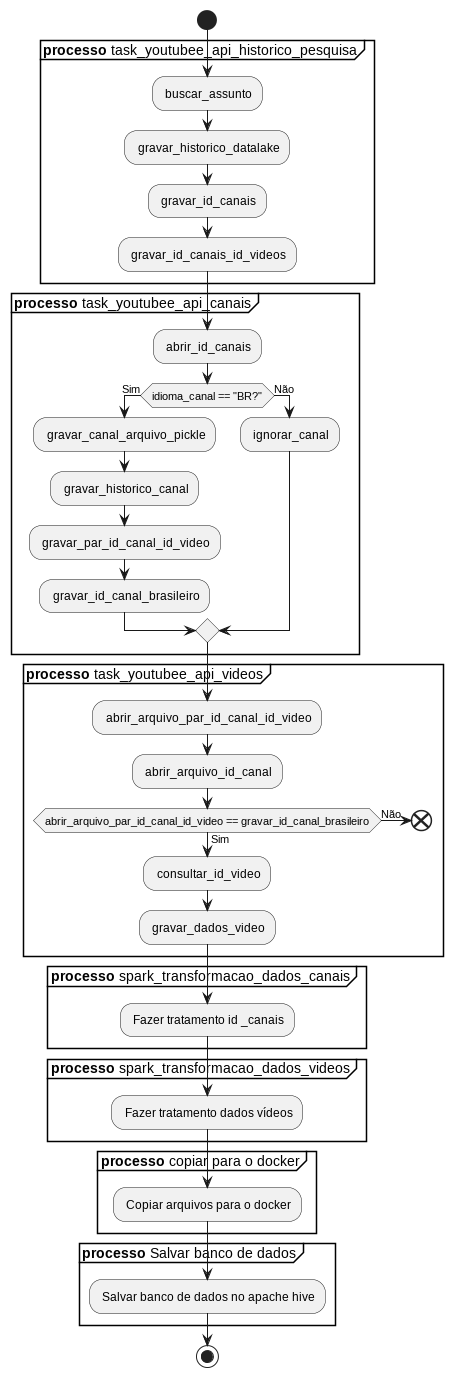 processo task_youtubee_api_historico_pesquisa
buscar_assunto
gravar_historico_datalake
gravar_id_canais
gravar_id_canais_id_videos
processo task_youtubee_api_canais
abrir_id_canais
Sim
idioma_canal == "BR?"
Não
gravar_canal_arquivo_pickle
ignorar_canal
gravar_historico_canal
gravar_par_id_canal_id_video
gravar_id_canal_brasileiro
processo task_youtubee_api_videos
abrir_arquivo_par_id_canal_id_video
abrir_arquivo_id_canal
abrir_arquivo_par_id_canal_id_video == gravar_id_canal_brasileiro
Não
Sim
consultar_id_video
gravar_dados_video
processo spark_transformacao_dados_canais
Fazer tratamento id _canais
processo spark_transformacao_dados_videos
Fazer tratamento dados vídeos
processo copiar para o docker
Copiar arquivos para o docker
processo Salvar banco de dados
Salvar banco de dados no apache hive